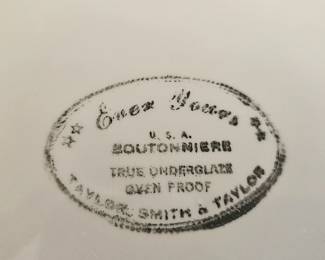 Ever Yours
U.S.A.
BOUTONNIERE
TRUE UNDERGLAZE
OVEN PROOF
TAYLOR, SMITH & TAYLOR